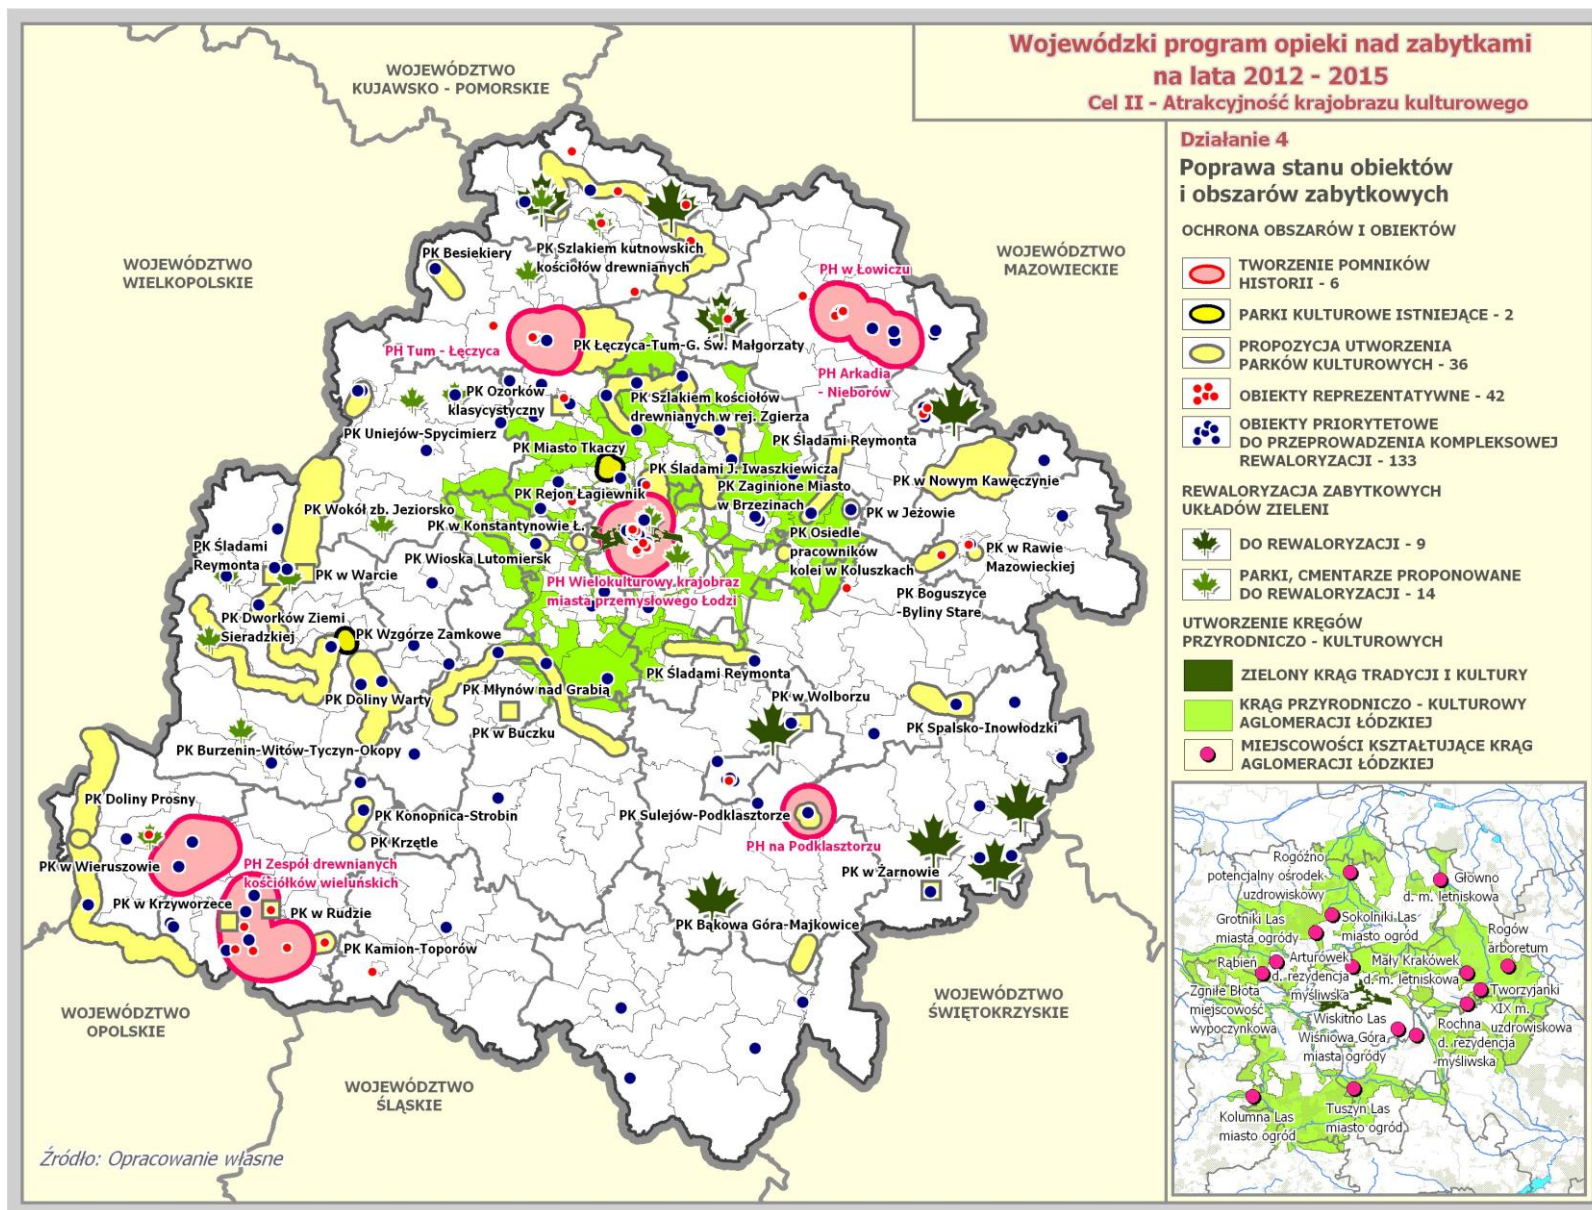 Wojewódzki program opieki nad zabytkami
na lata 2012 - 2015
Cel II - Atrakcyjność krajobrazu kulturowego
Działanie 4
Poprawa stanu obiektów
i obszarów zabytkowych
OCHRONA OBSZARÓW I OBIEKTÓW
TWORZENIE POMNIKÓW
HISTORII - 6
PARKI KULTUROWE ISTNIEJĄCE - 2
PROPOZYCJA UTWORZENIA
PARKÓW KULTUROWYCH - 36
OBIEKTY REPREZENTATYWNE - 42
OBIEKTY PRIORYTETOWE
DO PRZEPROWADZENIA KOMPLEKSOWEJ
REWALORYZACJI - 133
REWALORYZACJA ZABYTKOWYCH
UKŁADÓW ZIELENI
DO REWALORYZACJI - 9
PARKI, CMENTARZE PROPONOWANE
DO REWALORYZACJI - 14
UTWORZENIE KRĘGÓW
PRZYRODNICZO - KULTUROWYCH
ZIELONY KRĄG TRADYCJI I KULTURY
KRĄG PRZYRODNICZO - KULTUROWY
AGLOMERACJI ŁÓDZKIEJ
MIEJSCOWOŚCI KSZTAŁTUJĄCE KRĄG
AGLOMERACJI ŁÓDZKIEJ
WOJEWÓDZTWO
KUJAWSKO - POMORSKIE
WOJEWÓDZTWO
WIELKOPOLSKIE
WOJEWÓDZTWO
MAZOWIECKIE
PK Besiekiery
PK Szlakiem kutnowskich
kościołów drewnianych
PH w Łowiczu
PH Tum - Łęczyca
PK Łęczyca-Tum-G. Św. Małgorzaty
PH Arkadia
- Nieborów
PK Ozorków
klasycystyczny
PK Szlakiem kościołów
drewnianych w rej. Zgierza
PK Uniejów-Spycimierz
PK Śladami Reymonta
PK Miasto Tkaczy
PK Śladami J. Iwaszkiewicza
PK Zaginione Miasto
w Brzezinach
PK w Nowym Kawęczynie
PK Rejon Łagiewnik
PK Wokół zb. Jeziorsko
PK w Konstantynowie Ł.
PK w Jeżowie
PK Osiedle
pracowników
kolei w Koluszkach
PK Śladami
Reymonta
PK w Warcie
PK Wioska Lutomiersk
PK w Rawie
Mazowieckiej
PH Wielokulturowy krajobraz
miasta przemysłowego Łodzi
PK Boguszyce
-Byliny Stare
PK Dworków Ziemi
Sieradzkiej
PK Wzgórze Zamkowe
PK Śladami Reymonta
PK Doliny Warty
PK Młynów nad Grabią
PK w Wolborzu
PK w Buczku
PK Spalsko-Inowłodzki
PK Burzenin-Witów-Tyczyn-Okopy
PK Doliny Prosny
PK Konopnica-Strobin
PK Sulejów-Podklasztorze
PK Krzętle
PH na Podklasztorzu
PK w Wieruszowie
PH Zespół drewnianych
kościółków wieluńskich
PK w Żarnowie
PK w Krzyworzece
PK w Rudzie
PK Bąkowa Góra-Majkowice
PK Kamion-Toporów
WOJEWÓDZTWO
OPOLSKIE
WOJEWÓDZTWO
ŚWIĘTOKRZYSKIE
WOJEWÓDZTWO
ŚLĄSKIE
Źródło: Opracowanie własne
Rogóźno
potencjalny ośrodek
uzdrowiskowy
Głowno
d. m. letniskowa
Grotniki Las
miasta ogródy
Sokolniki Las
miasto ogród
Rogów
arboretum
Rąbień
Arturówek
d. rezydencja
myśliwska
Mały Krakówek
d. m. letniskowa
Zgniłe Błota
miejscowość
wypoczynkowa
Tworzyjanki
XIX m.
uzdrowiskowa
Wiskitno Las
Wiśniowa Góra
miasta ogródy
Rochna
d. rezydencja
myśliwska
Kolumna Las
miasto ogród
Tuszyn Las
miasto ogród